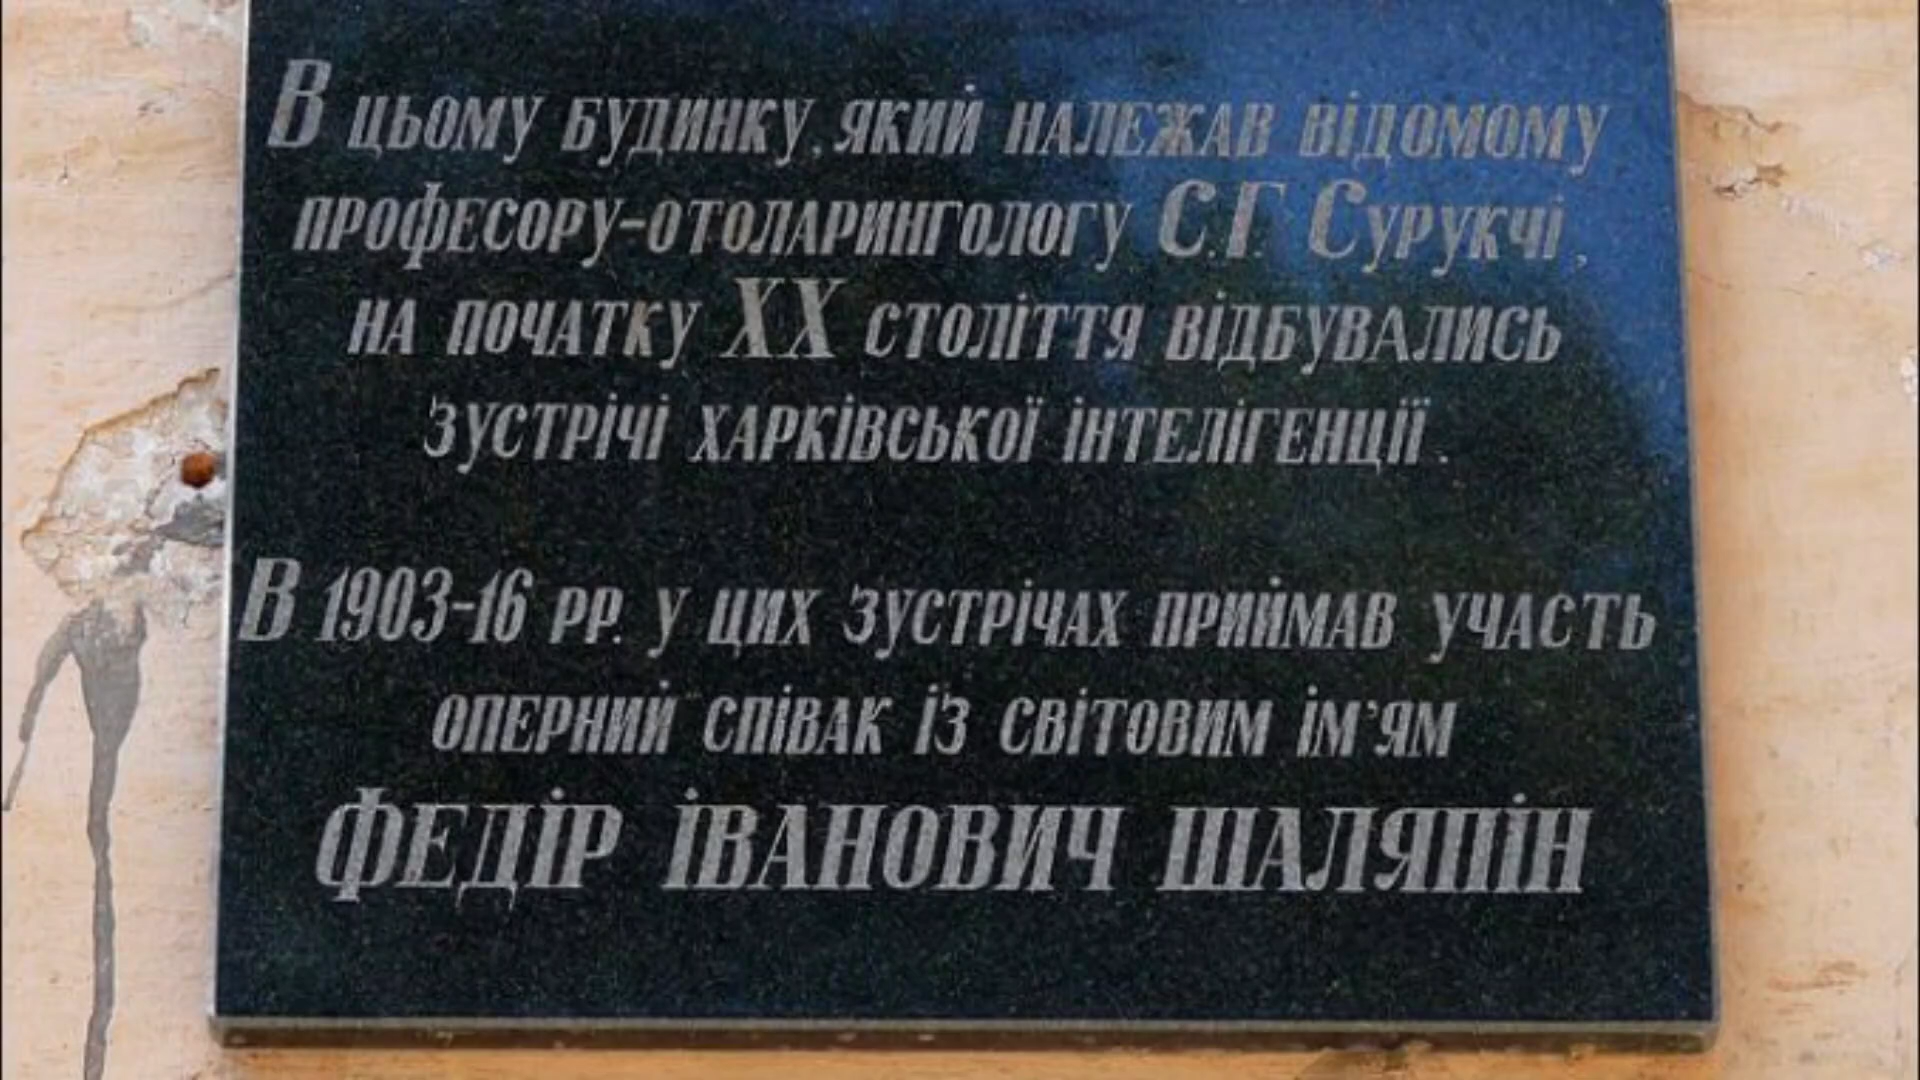 В цьому будинку, який належав відомому
професору-отоларингологу С.Г. Сурукчі,
на початку XX століття відбувались
зустрічі харківської інтелігенції.
В 1903-16 рр. у цих зустрічах приймав участь
оперний співак із світовим ім'ям
ФЕДІР ІВАНОВИЧ ШАЛЯПІН